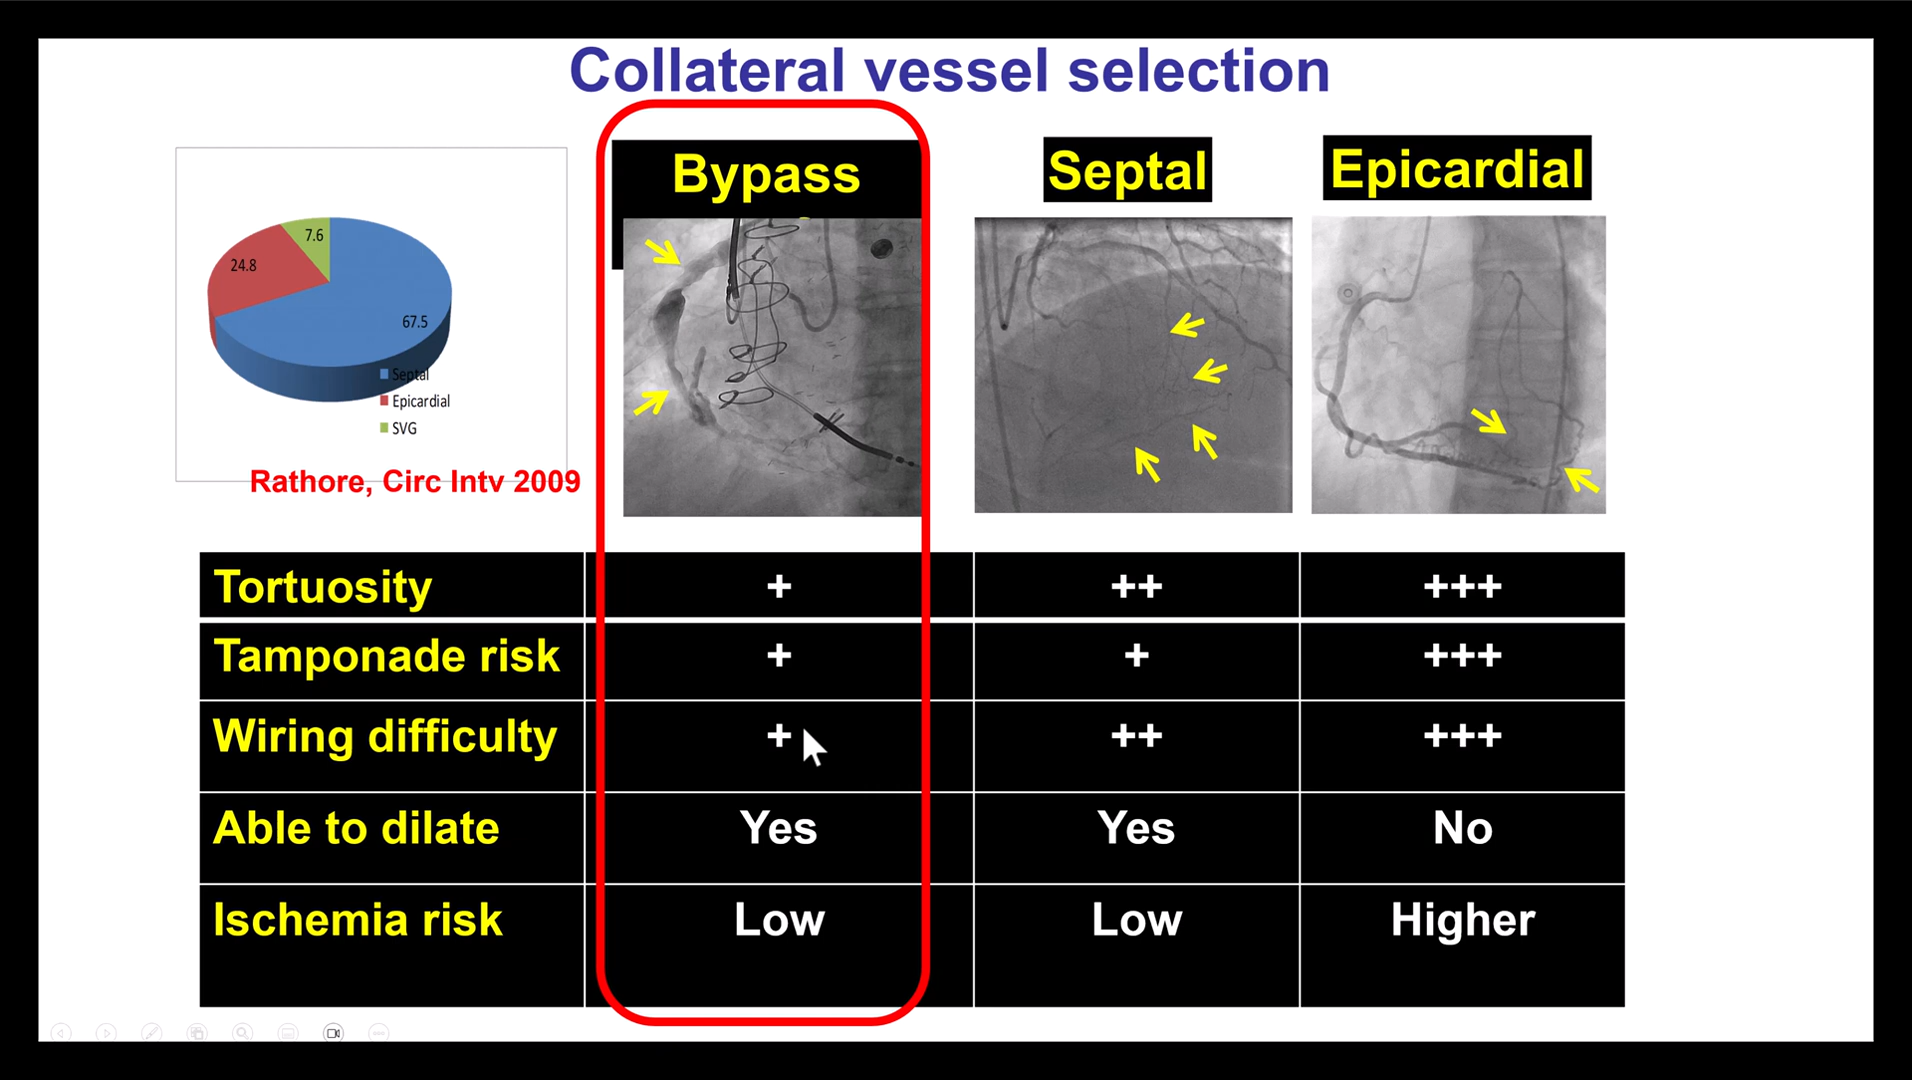 Collateral vessel selection
Bypass
Septal
Epicardial
7.6
24.8
67.5
Septal
Epicardial
SVG
Rathore, Circ Intv 2009
Tortuosity + ++ +++
Tamponade risk + + +++
Wiring difficulty + ++ +++
Able to dilate Yes Yes No
Ischemia risk Low Low Higher